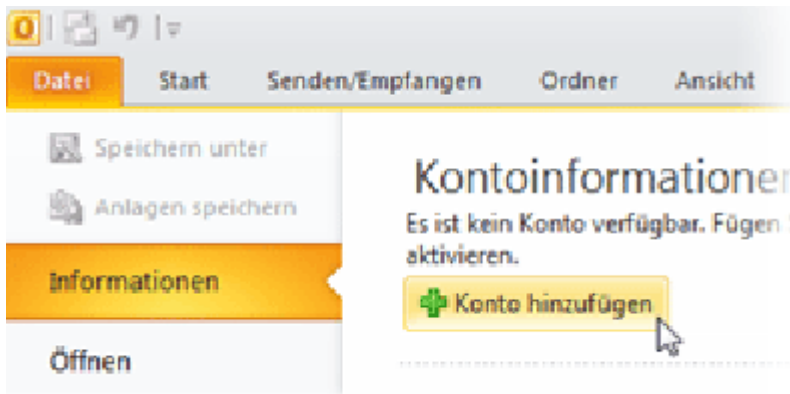 Datei Start Senden/Empfangen Ordner Ansicht
Speichern unter
Anlagen speichern
Informationen
Öffnen
Kontoinformationen
Es ist kein Konto verfügbar. Fügen
aktivieren.
Konto hinzufügen